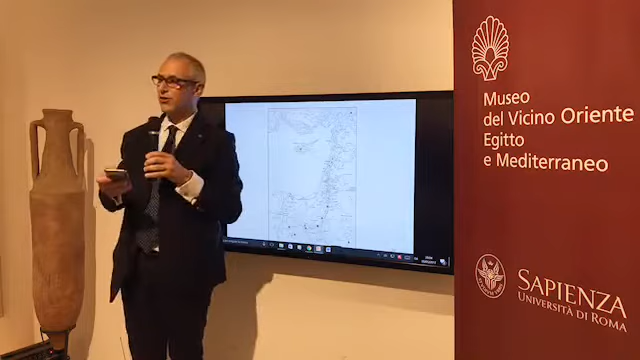 Museo
del Vicino Oriente
Egitto
e Mediterraneo
SAPIENZA
UNIVERSITÀ DI ROMA